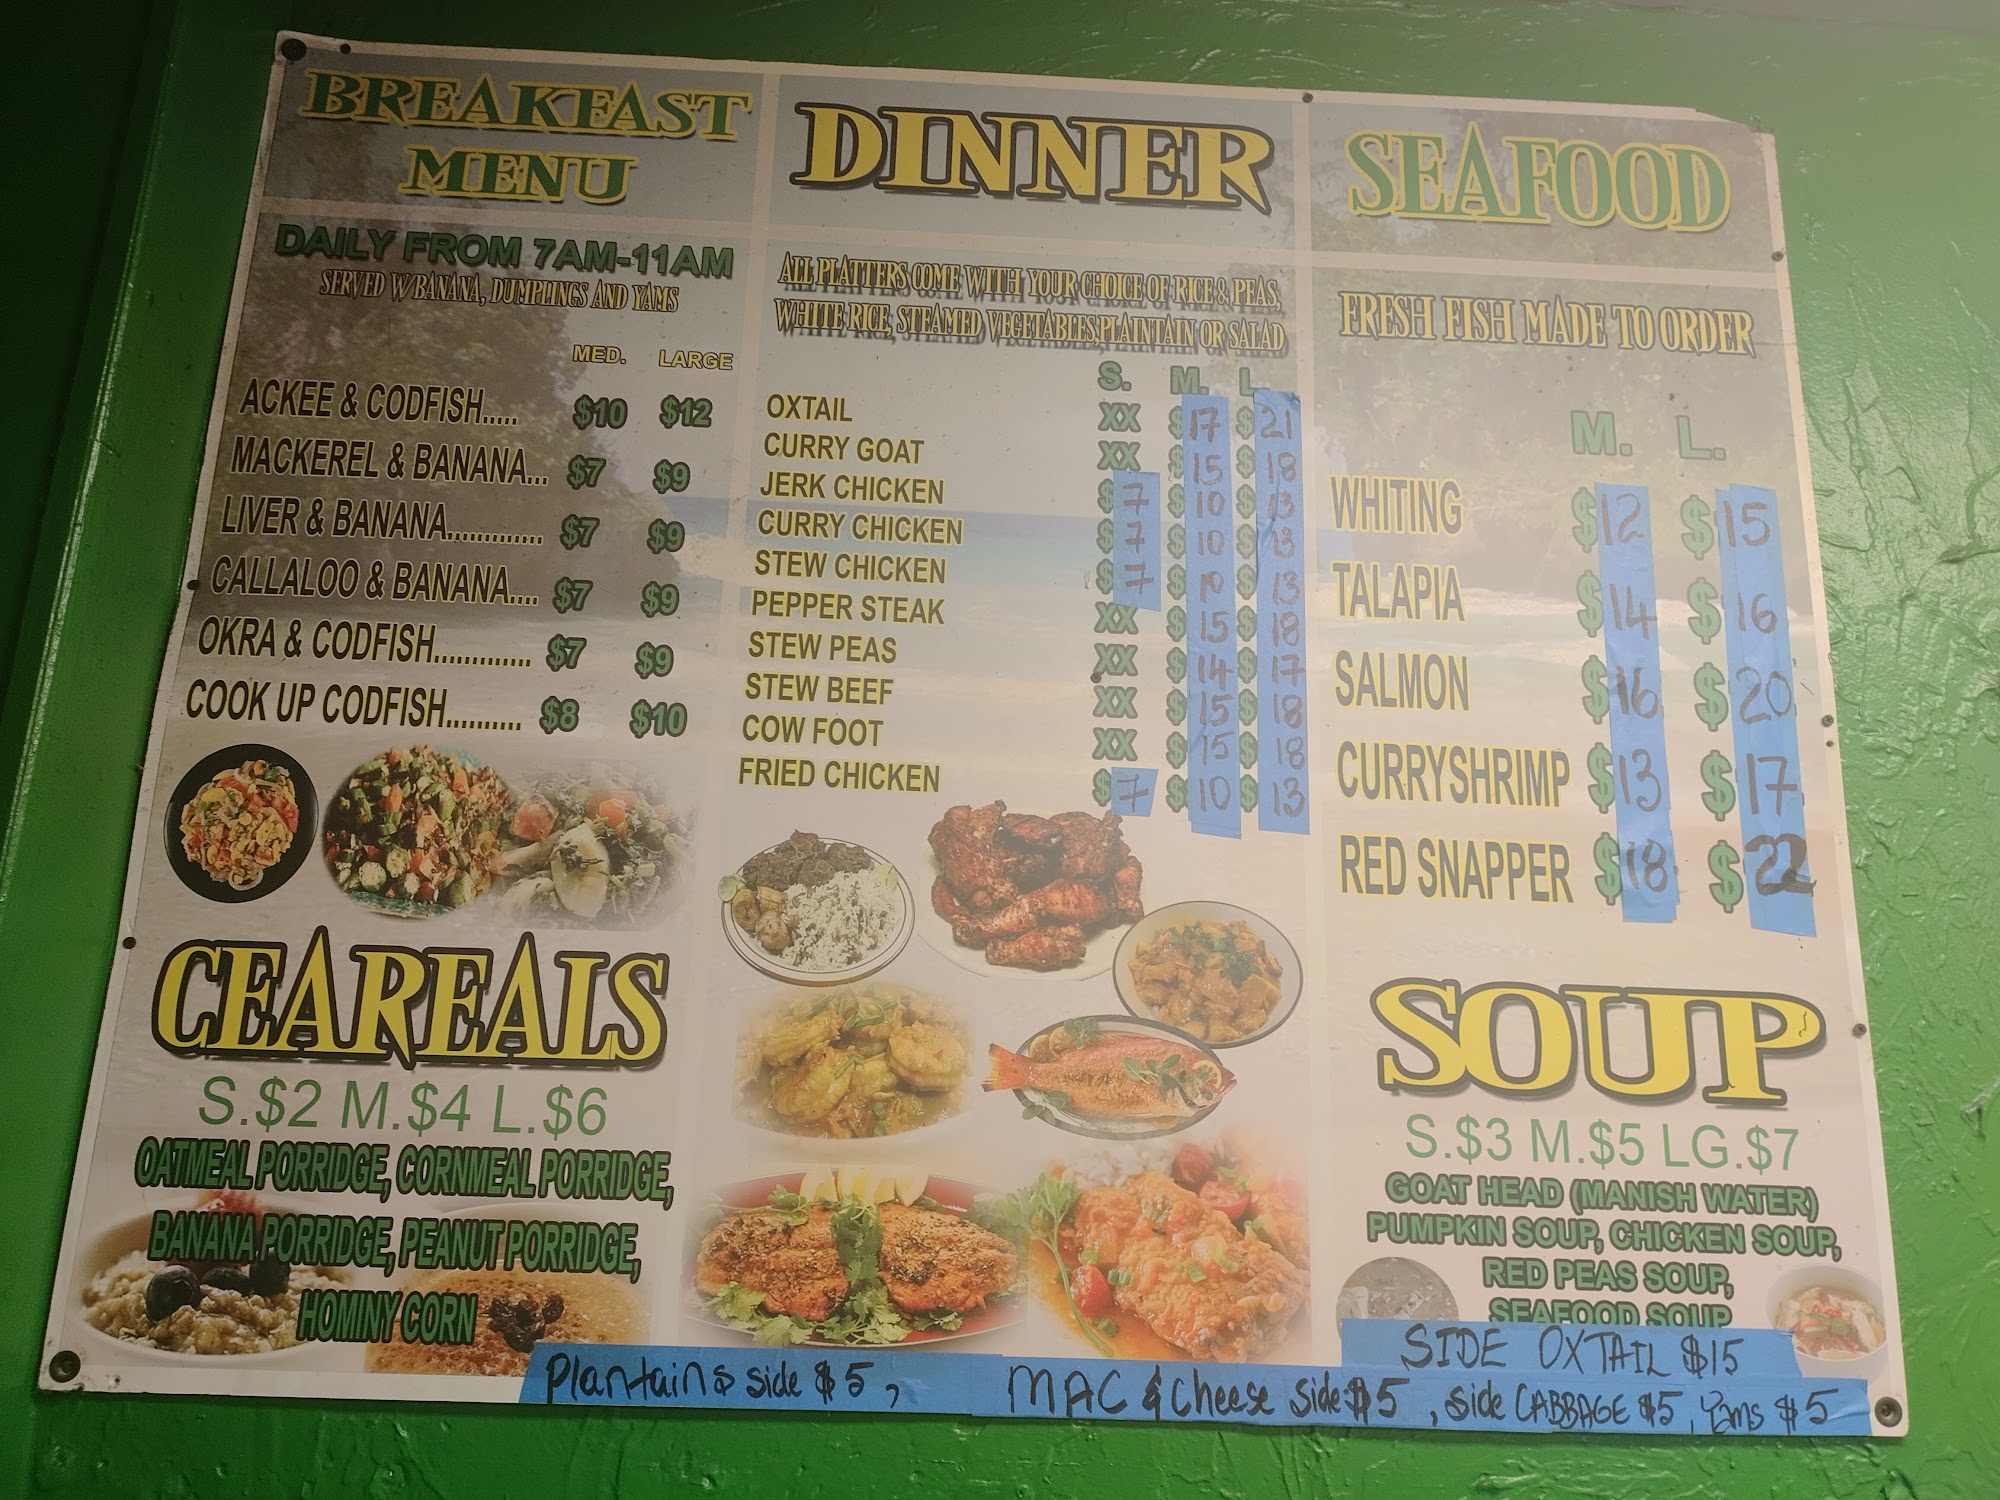 BREAKFAST
MENU
DAILY FROM 7AM-11AM
SERVED W/BANANA, DUMPLINGS AND YAMS
MED. LARGE
ACKEE & CODFISH..... $10 $12
MACKEREL & BANANA... $7 $9
LIVER & BANANA............. $7 $9
CALLALOO & BANANA.... $7 $9
OKRA & CODFISH............. $7 $9
COOK UP CODFISH.......... $8 $10
CEAREALS
S.$2 M.$4 L.$6
OATMEAL PORRIDGE, CORNMEAL PORRIDGE,
BANANA PORRIDGE, PEANUT PORRIDGE,
HOMINY CORN
DINNER
ALL PLATTERS COME WITH YOUR CHOICE OF RICE & PEAS,
WHITE RICE, STEAMED VEGETABLES,PLAINTAIN OR SALAD
S. M. L.
OXTAIL XX $17 $21
CURRY GOAT XX $15 $18
JERK CHICKEN $7 $10 $13
CURRY CHICKEN $7 $10 $13
STEW CHICKEN $7 $10 $13
PEPPER STEAK XX $15 $18
STEW PEAS XX $14 $17
STEW BEEF XX $15 $18
COW FOOT XX $15 $18
FRIED CHICKEN $7 $10 $13
SEAFOOD
FRESH FISH MADE TO ORDER
M. L.
WHITING $12 $15
TALAPIA $14 $16
SALMON $16 $20
CURRYSHRIMP $13 $17
RED SNAPPER $18 $22
SOUP
S.$3 M.$5 LG.$7
GOAT HEAD (MANISH WATER)
PUMPKIN SOUP, CHICKEN SOUP,
RED PEAS SOUP,
SEAFOOD SOUP
SIDE OXTAIL $15
Plantains side $5, MAC & Cheese side $5, side CABBAGE $5, Yams $5